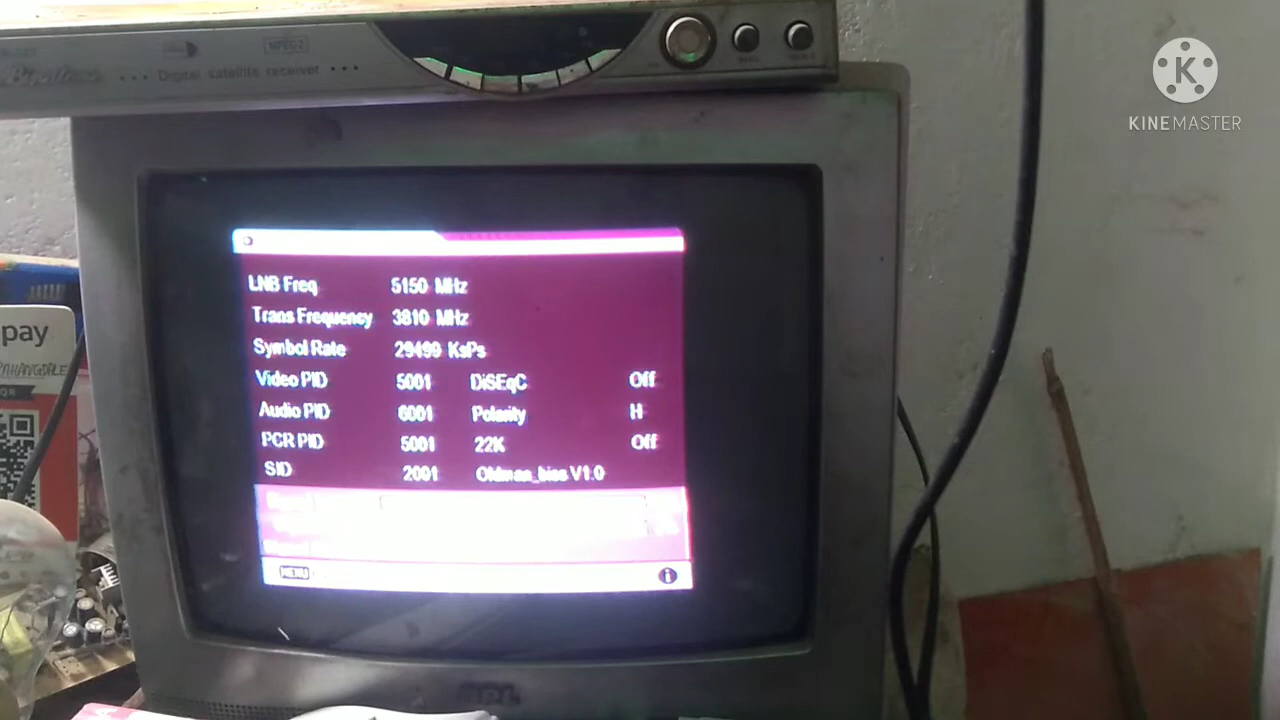 MPEG-2
Digital satellite receiver
KINEMASTER
pay
LNB Freq 5150 MHz
Trans Frequency 3810 MHz
Symbol Rate 29499 KsPs
Video PID 5001 DiSEqC Off
Audio PID 6001 Polarity H
PCR PID 5001 22K Off
SID 2001 V1.0
MENU
BPL